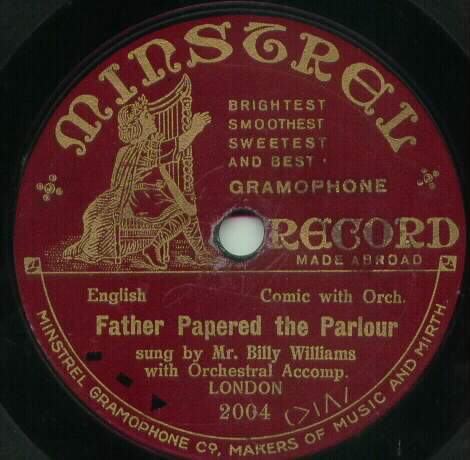 MINSTREL
BRIGHTEST
SMOOTHEST
SWEETEST
AND BEST.
GRAMOPHONE
RECORD
MADE ABROAD
English Comic with Orch.
Father Papered the Parlour
sung by Mr. Billy Williams
with Orchestral Accomp.
LONDON
2004
MINSTREL GRAMOPHONE Cº, MAKERS OF MUSIC AND MIRTH.